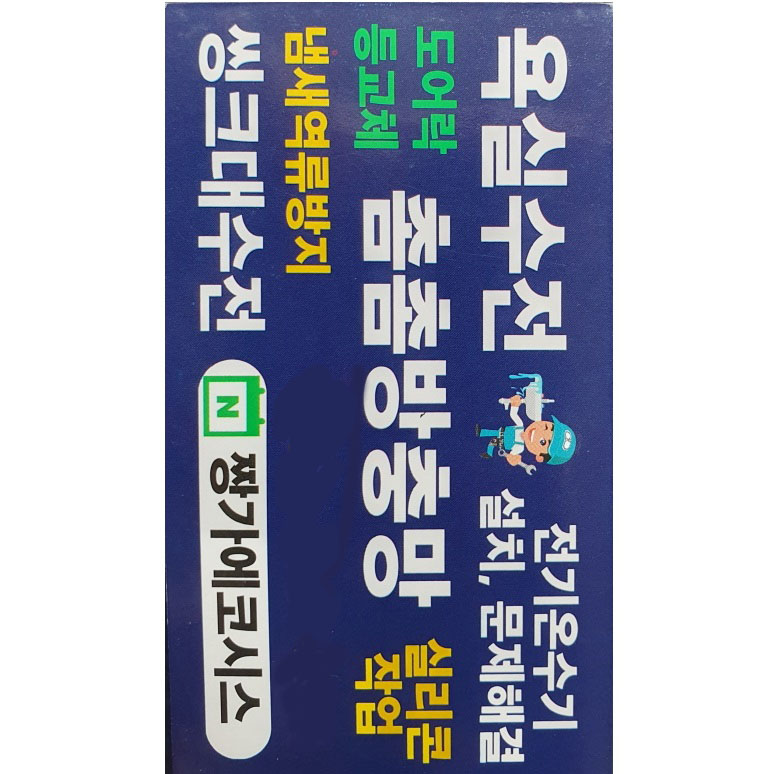 욕실수전
전기온수기
설치, 문제해결
도어락
등교체
촘촘방충망
실리콘
작업
냄새역류방지
씽크대수전
N 짱가에코시스